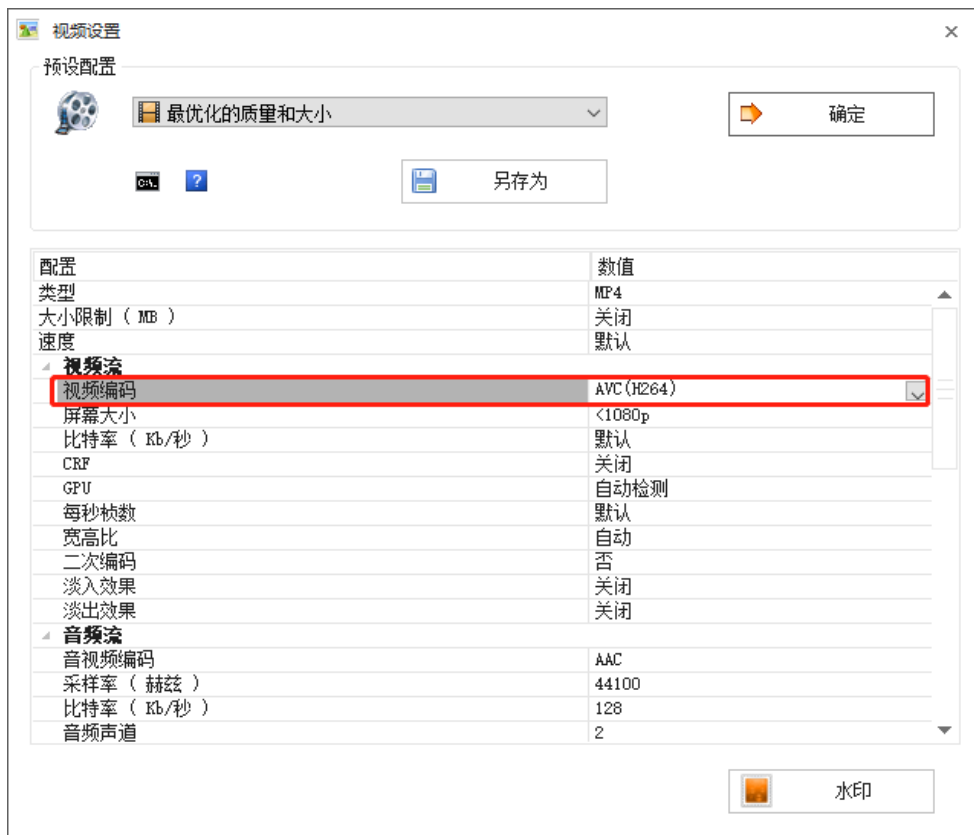 视频设置
预设配置
最优化的质量和大小
确定
C:\.
?
另存为
配置 数值
类型 MP4
大小限制 ( MB ) 关闭
速度 默认
视频流
视频编码 AVC(H264)
屏幕大小 <1080p
比特率 ( Kb/秒 ) 默认
CRF 关闭
GPU 自动检测
每秒桢数 默认
宽高比 自动
二次编码 否
淡入效果 关闭
淡出效果 关闭
音频流
音视频编码 AAC
采样率 ( 赫兹 ) 44100
比特率 ( Kb/秒 ) 128
音频声道 2
水印